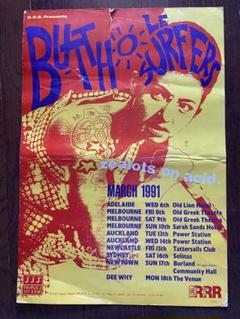 B.G.S. Presents
BUTTHOLE
SURFERS
zealots on acid.
MARCH 1991
ADELAIDE WED 6th Old Lion Hotel
MELBOURNE FRI 8th Old Greek Theatre
MELBOURNE SAT 9th Old Greek Theatre
MELBOURNE SUN 10th Sarah Sands Hotel
AUCKLAND TUE 13th Power Station
AUCKLAND WED 14th Power Station
NEWCASTLE FRI 15th Tattersalls Club
SYDNEY SAT 16th Selinas
NEWTOWN SUN 17th Burland
Community Hall
DEE WHY MON 18th The Venue
RRR